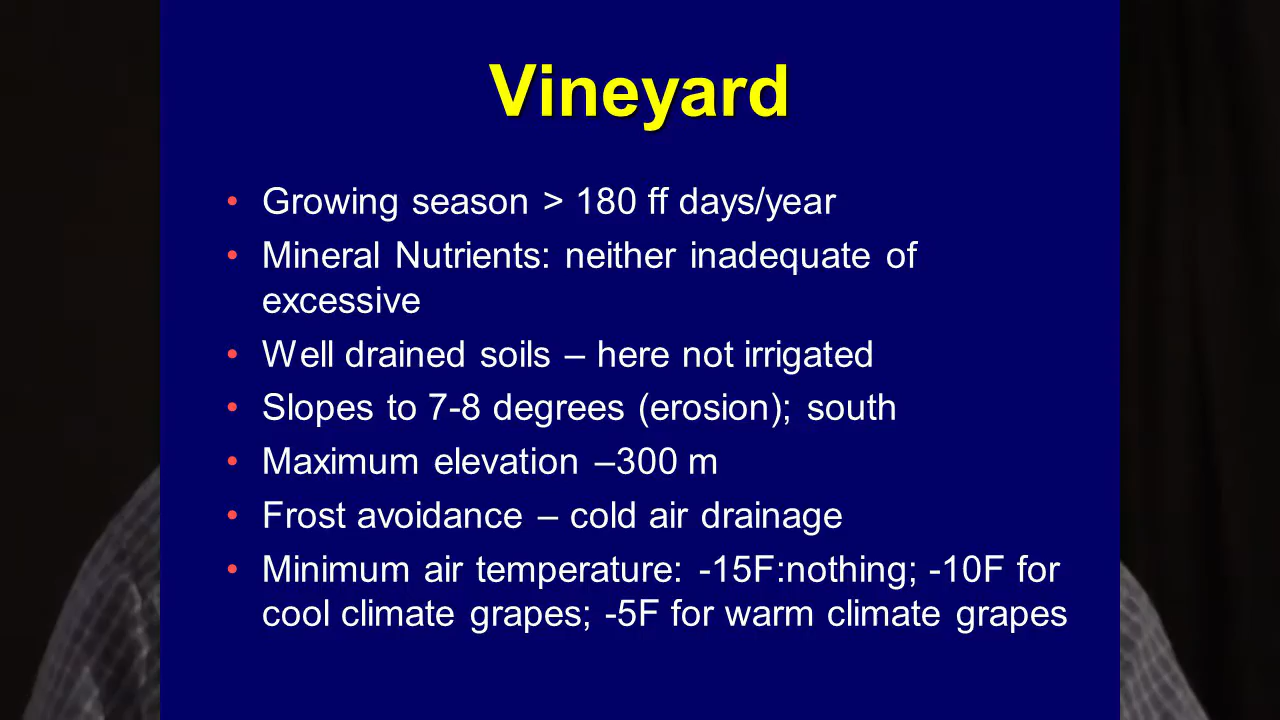 Vineyard
• Growing season > 180 ff days/year
• Mineral Nutrients: neither inadequate of
excessive
• Well drained soils – here not irrigated
• Slopes to 7-8 degrees (erosion); south
• Maximum elevation –300 m
• Frost avoidance – cold air drainage
• Minimum air temperature: -15F:nothing; -10F for
cool climate grapes; -5F for warm climate grapes